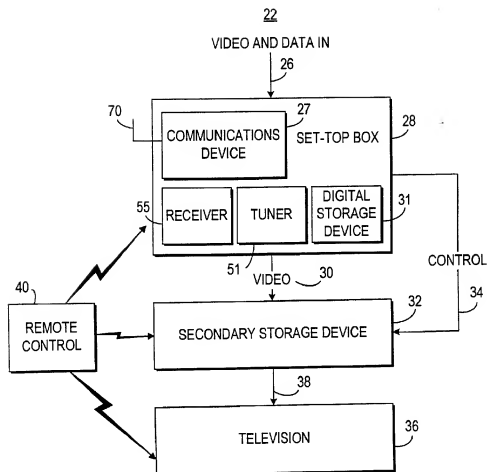 22
VIDEO AND DATA IN
26
70
27
COMMUNICATIONS
DEVICE
SET-TOP BOX
28
55
RECEIVER
TUNER
51
DIGITAL
STORAGE
DEVICE
31
VIDEO
30
CONTROL
34
40
REMOTE
CONTROL
32
SECONDARY STORAGE DEVICE
38
TELEVISION
36